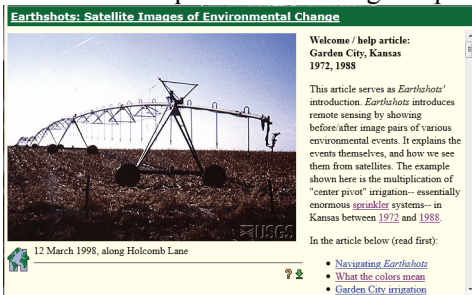 Earthshots: Satellite Images of Environmental Change
Welcome / help article:
Garden City, Kansas
1972, 1988
This article serves as Earthshots'
introduction. Earthshots introduces
remote sensing by showing
before/after image pairs of various
environmental events. It explains the
events themselves, and how we see
them from satellites. The example
shown here is the multiplication of
"center pivot" irrigation-- essentially
enormous sprinkler systems-- in
Kansas between 1972 and 1988.
In the article below (read first):
• Navigating Earthshots
• What the colors mean
• Garden City irrigation
USGS
12 March 1998, along Holcomb Lane
?